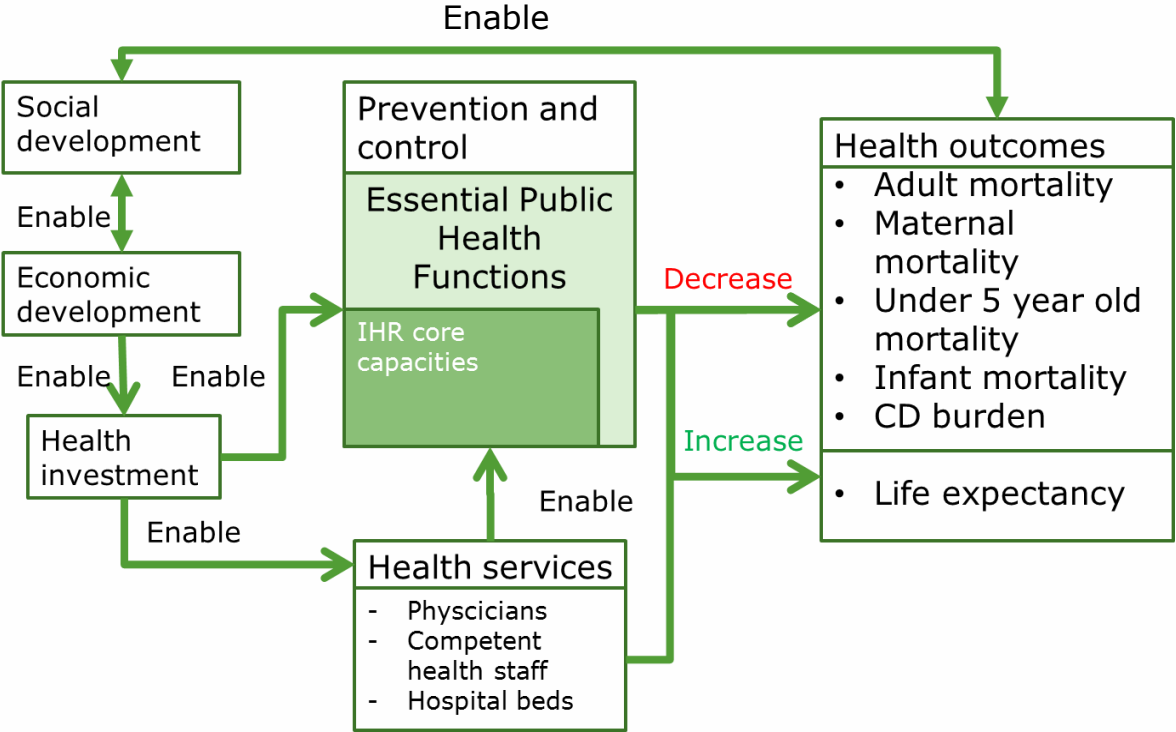 Enable
Social
development
Enable
Economic
development
Enable
Enable
Health
investment
Enable
Prevention and
control
Essential Public
Health
Functions
IHR core
capacities
Enable
Health services
- Physcicians
- Competent
health staff
- Hospital beds
Decrease
Increase
Health outcomes
• Adult mortality
• Maternal
mortality
• Under 5 year old
mortality
• Infant mortality
• CD burden
• Life expectancy